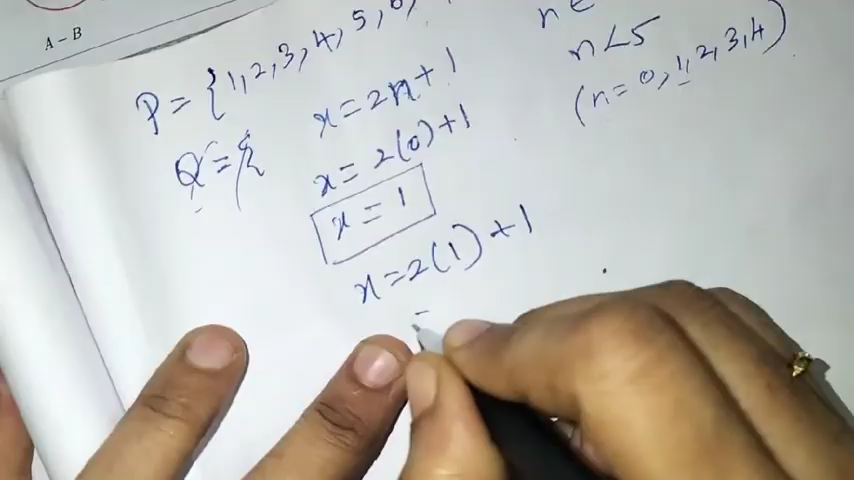 A - B
n ∈
P = {1, 2, 3, 4, 5, 6,
n < 5
x = 2n + 1
(n = 0, 1, 2, 3, 4)
Q =
x = 2(0) + 1
x = 1
x = 2(1) + 1
=